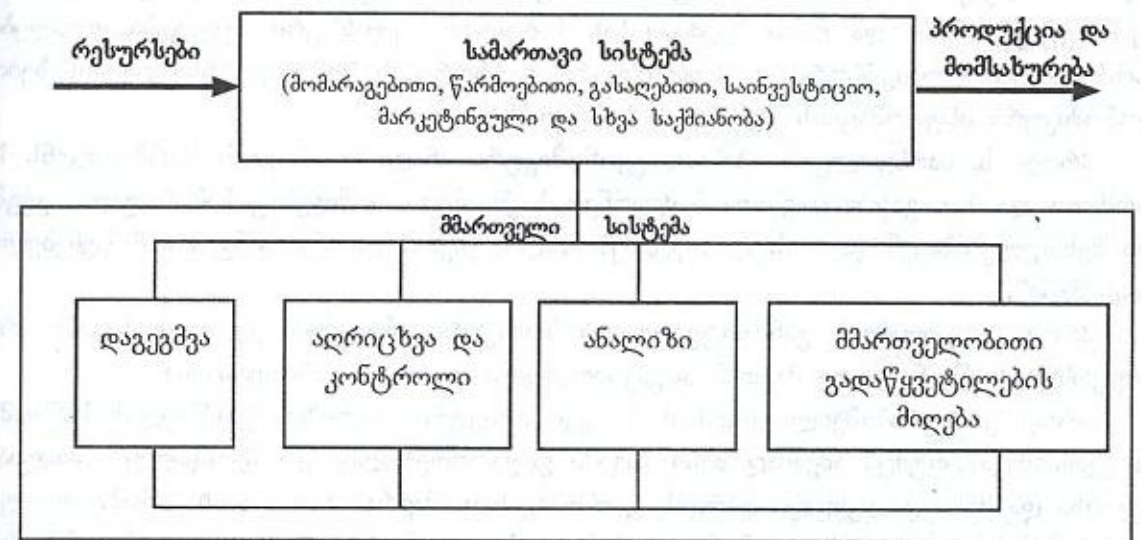 რესურსები
სამართავი სისტემა
(მომარაგებითი, წარმოებითი, გასაღებითი, საინვესტიციო,
მარკეტინგული და სხვა საქმიანობა)
პროდუქცია და
მომსახურება
მმართველი სისტემა
დაგეგმვა
აღრიცხვა და
კონტროლი
ანალიზი
მმართველობითი
გადაწყვეტილების
მიღება